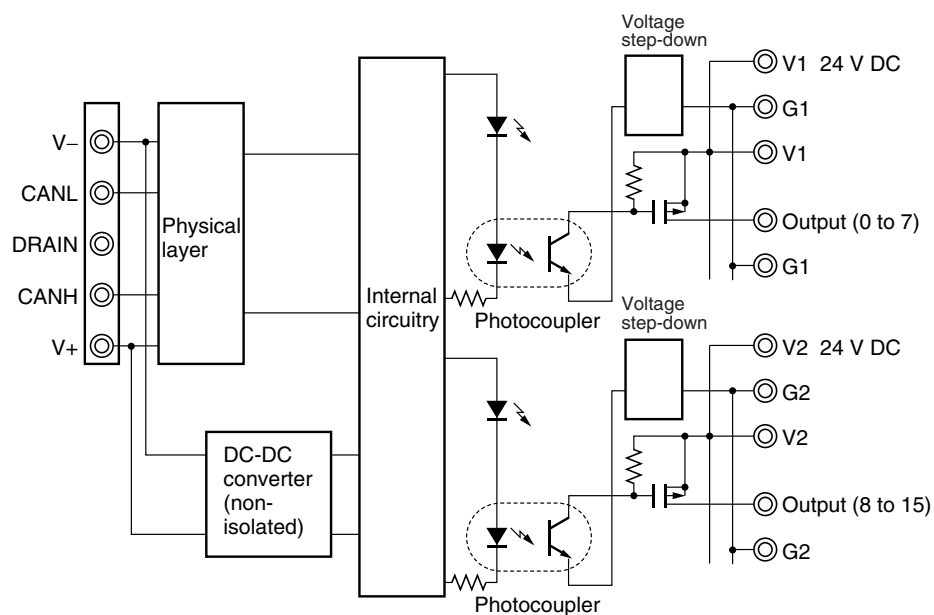 Voltage
step-down
V1 24 V DC
G1
V–
V1
CANL
Physical
layer
Output (0 to 7)
DRAIN
G1
CANH
Internal
circuitry
Photocoupler
V+
Voltage
step-down
V2 24 V DC
G2
DC-DC
converter
(non-
isolated)
V2
Output (8 to 15)
G2
Photocoupler